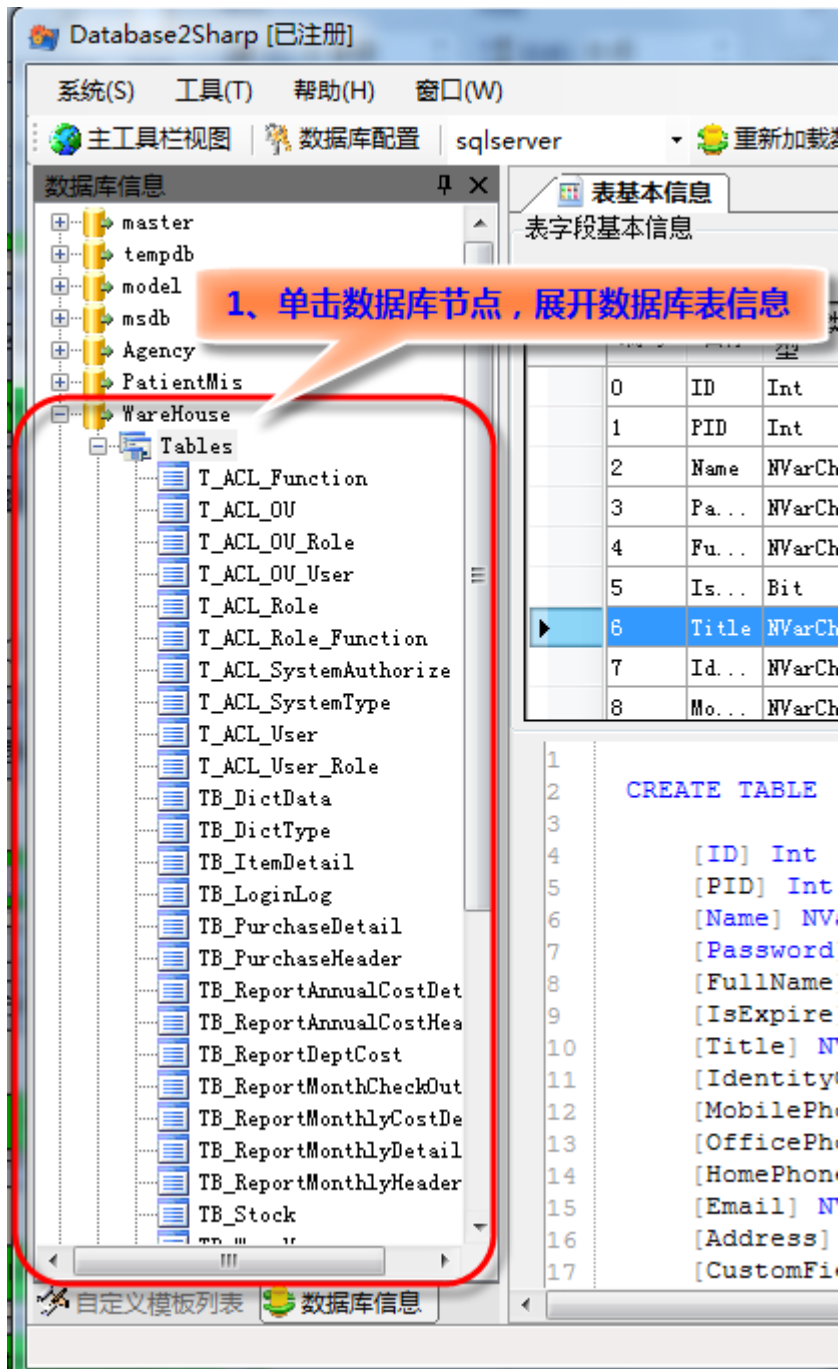 Database2Sharp [已注册]
系统(S) 工具(T) 帮助(H) 窗口(W)
主工具栏视图 数据库配置 sqlserver 重新加载
数据库信息
master
tempdb
model
msdb
Agency
PatientMis
WareHouse
Tables
T_ACL_Function
T_ACL_OU
T_ACL_OU_Role
T_ACL_OU_User
T_ACL_Role
T_ACL_Role_Function
T_ACL_SystemAuthorize
T_ACL_SystemType
T_ACL_User
T_ACL_User_Role
TB_DictData
TB_DictType
TB_ItemDetail
TB_LoginLog
TB_PurchaseDetail
TB_PurchaseHeader
TB_ReportAnnualCostDet
TB_ReportAnnualCostHea
TB_ReportDeptCost
TB_ReportMonthCheckOut
TB_ReportMonthlyCostDe
TB_ReportMonthlyDetail
TB_ReportMonthlyHeader
TB_Stock
自定义模板列表 数据库信息
1、单击数据库节点，展开数据库表信息
表基本信息
表字段基本信息
型
0 ID Int
1 PID Int
2 Name NVarCh
3 Pa... NVarCh
4 Fu... NVarCh
5 Is... Bit
6 Title NVarCh
7 Id... NVarCh
8 Mo... NVarCh
1
2 CREATE TABLE
3
4 [ID] Int
5 [PID] Int
6 [Name] NVa
7 [Password
8 [FullName
9 [IsExpire
10 [Title] NV
11 [Identity
12 [MobilePho
13 [OfficePho
14 [HomePhone
15 [Email] NV
16 [Address]
17 [CustomFie